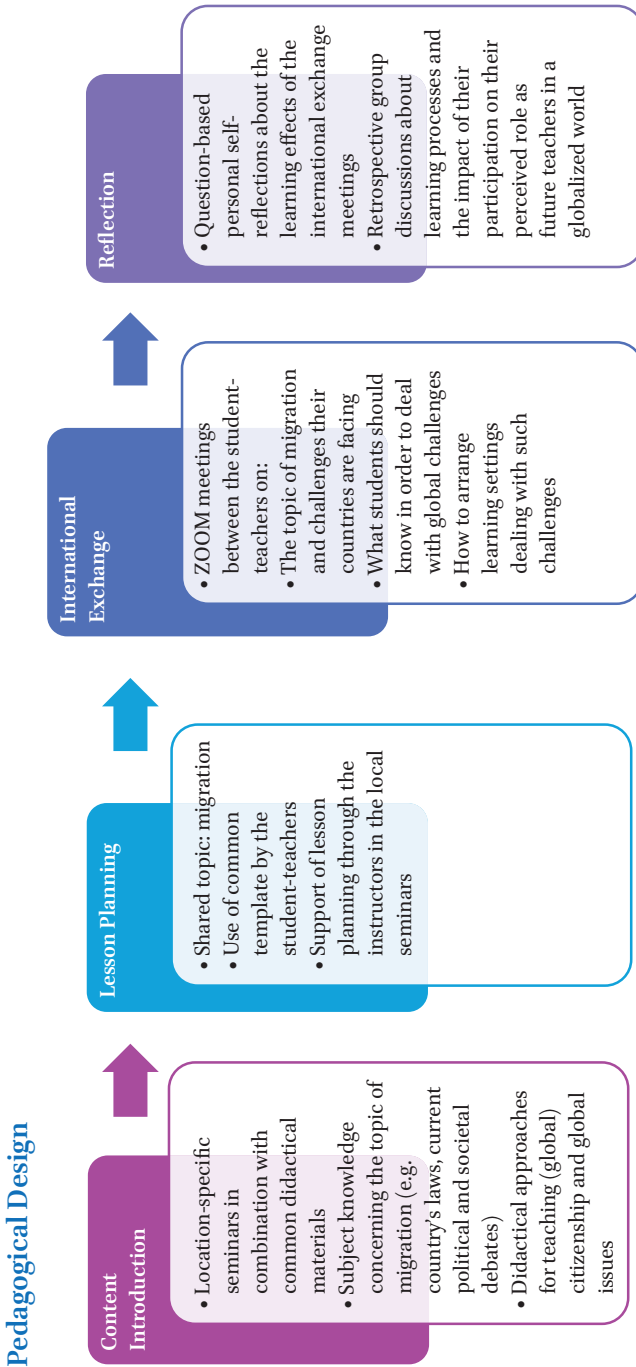 Pedagogical Design
Content
Introduction
• Location-specific
seminars in
combination with
common didactical
materials
• Subject knowledge
concerning the topic of
migration (e.g.
country's laws, current
political and societal
debates)
• Didactical approaches
for teaching (global)
citizenship and global
issues
Lesson Planning
• Shared topic: migration
• Use of common
template by the
student-teachers
• Support of lesson
planning through the
instructors in the local
seminars
International
Exchange
• ZOOM meetings
between the student-
teachers on:
• The topic of migration
and challenges their
countries are facing
• What students should
know in order to deal
with global challenges
• How to arrange
learning settings
dealing with such
challenges
Reflection
• Question-based
personal self-
reflections about the
learning effects of the
international exchange
meetings
• Retrospective group
discussions about
learning processes and
the impact of their
participation on their
perceived role as
future teachers in a
globalized world